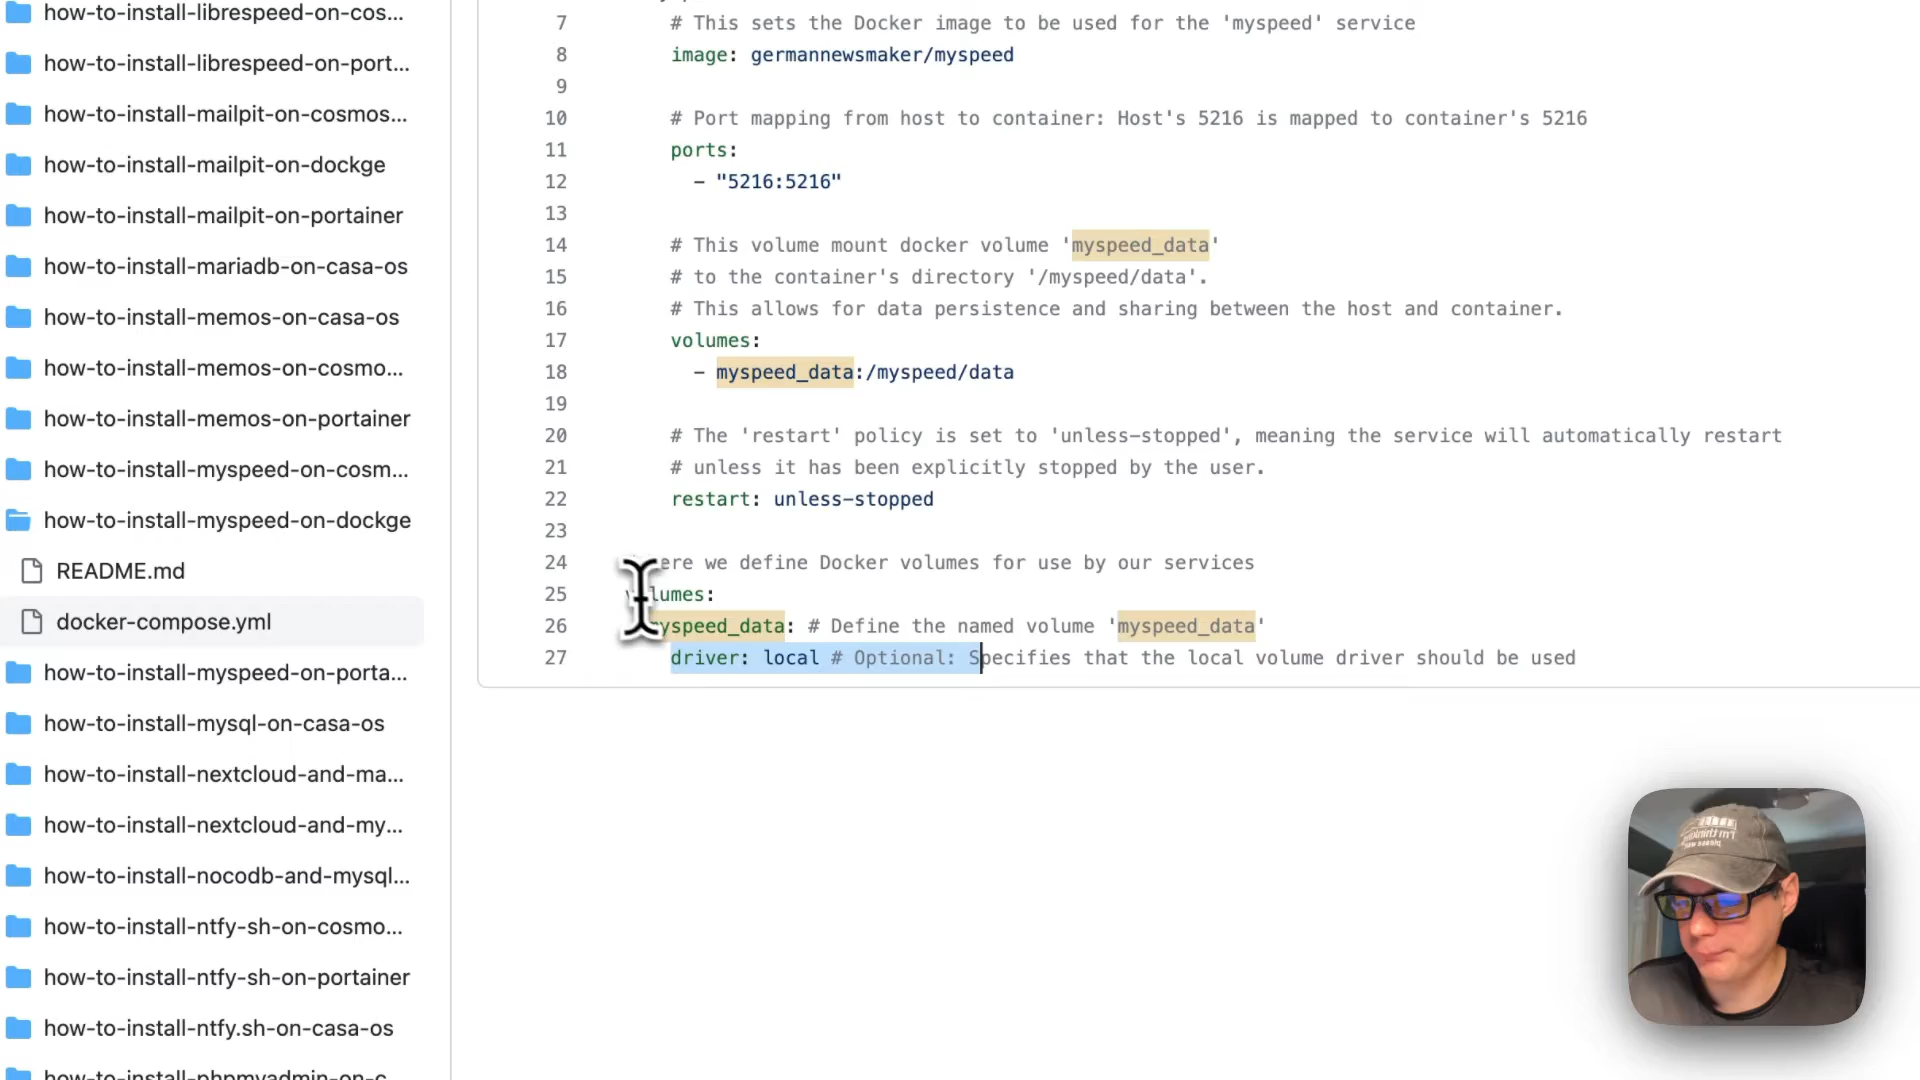 how-to-install-librespeed-on-cos...
how-to-install-librespeed-on-port...
how-to-install-mailpit-on-cosmos...
how-to-install-mailpit-on-dockge
how-to-install-mailpit-on-portainer
how-to-install-mariadb-on-casa-os
how-to-install-memos-on-casa-os
how-to-install-memos-on-cosmo...
how-to-install-memos-on-portainer
how-to-install-myspeed-on-cosm...
how-to-install-myspeed-on-dockge
README.md
docker-compose.yml
how-to-install-myspeed-on-porta...
how-to-install-mysql-on-casa-os
how-to-install-nextcloud-and-ma...
how-to-install-nextcloud-and-my...
how-to-install-nocodb-and-mysql...
how-to-install-ntfy-sh-on-cosmo...
how-to-install-ntfy-sh-on-portainer
how-to-install-ntfy.sh-on-casa-os
how-to-install-phpmyadmin-on-c...
7 # This sets the Docker image to be used for the 'myspeed' service
8 image: germannewsmaker/myspeed
9
10 # Port mapping from host to container: Host's 5216 is mapped to container's 5216
11 ports:
12 - "5216:5216"
13
14 # This volume mount docker volume 'myspeed_data'
15 # to the container's directory '/myspeed/data'.
16 # This allows for data persistence and sharing between the host and container.
17 volumes:
18 - myspeed_data:/myspeed/data
19
20 # The 'restart' policy is set to 'unless-stopped', meaning the service will automatically restart
21 # unless it has been explicitly stopped by the user.
22 restart: unless-stopped
23
24 ere we define Docker volumes for use by our services
25 volumes:
26 myspeed_data: # Define the named volume 'myspeed_data'
27 driver: local # Optional: Specifies that the local volume driver should be used